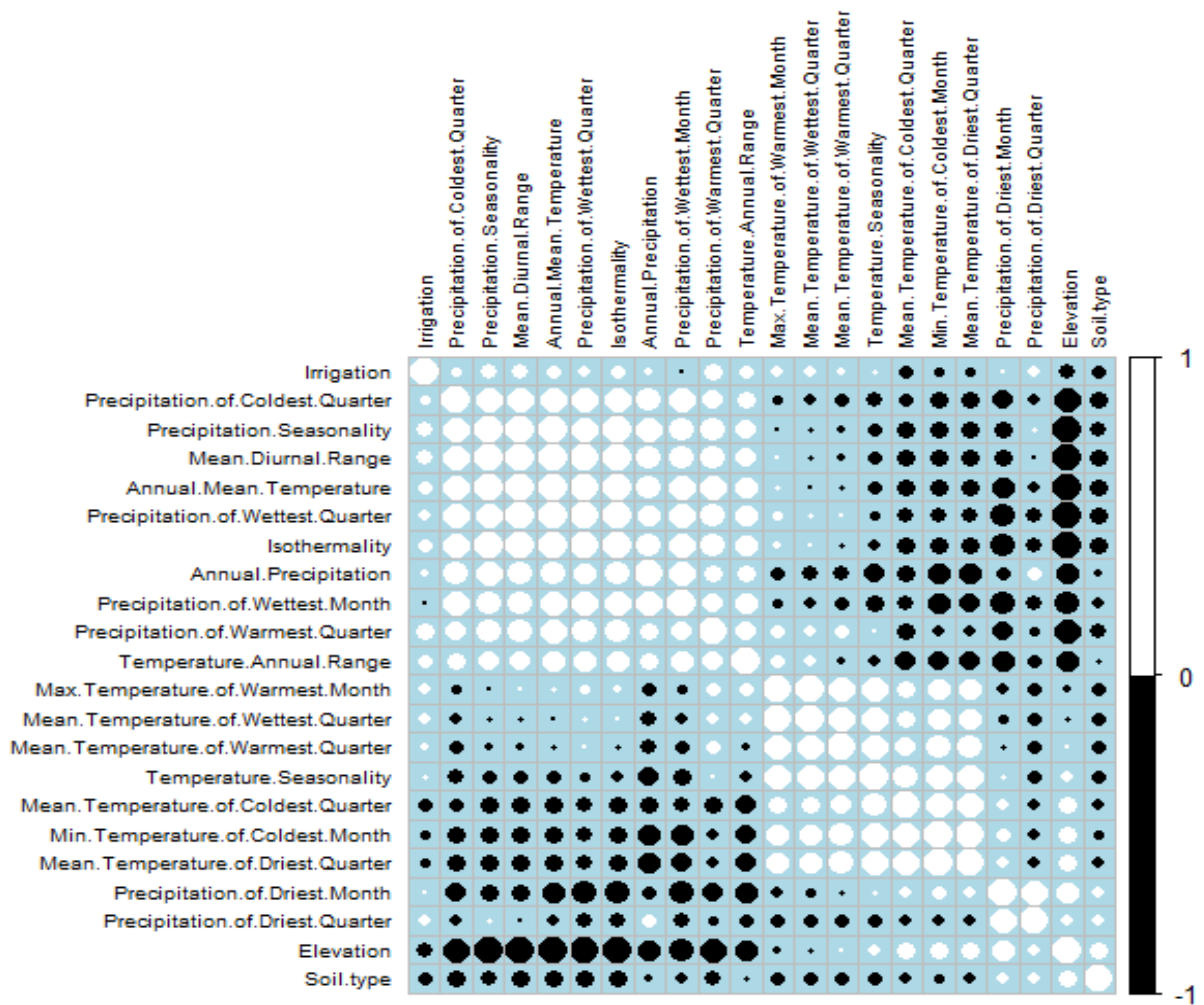 Irrigation
Precipitation.of.Coldest.Quarter
Precipitation.Seasonality
Mean.Diurnal.Range
Annual.Mean.Temperature
Precipitation.of.Wettest.Quarter
Isothermality
Annual.Precipitation
Precipitation.of.Wettest.Month
Precipitation.of.Warmest.Quarter
Temperature.Annual.Range
Max.Temperature.of.Warmest.Month
Mean.Temperature.of.Wettest.Quarter
Mean.Temperature.of.Warmest.Quarter
Temperature.Seasonality
Mean.Temperature.of.Coldest.Quarter
Min.Temperature.of.Coldest.Month
Mean.Temperature.of.Driest.Quarter
Precipitation.of.Driest.Month
Precipitation.of.Driest.Quarter
Elevation
Soil.type
Irrigation
Precipitation.of.Coldest.Quarter
Precipitation.Seasonality
Mean.Diurnal.Range
Annual.Mean.Temperature
Precipitation.of.Wettest.Quarter
Isothermality
Annual.Precipitation
Precipitation.of.Wettest.Month
Precipitation.of.Warmest.Quarter
Temperature.Annual.Range
Max.Temperature.of.Warmest.Month
Mean.Temperature.of.Wettest.Quarter
Mean.Temperature.of.Warmest.Quarter
Temperature.Seasonality
Mean.Temperature.of.Coldest.Quarter
Min.Temperature.of.Coldest.Month
Mean.Temperature.of.Driest.Quarter
Precipitation.of.Driest.Month
Precipitation.of.Driest.Quarter
Elevation
Soil.type
1
0
-1